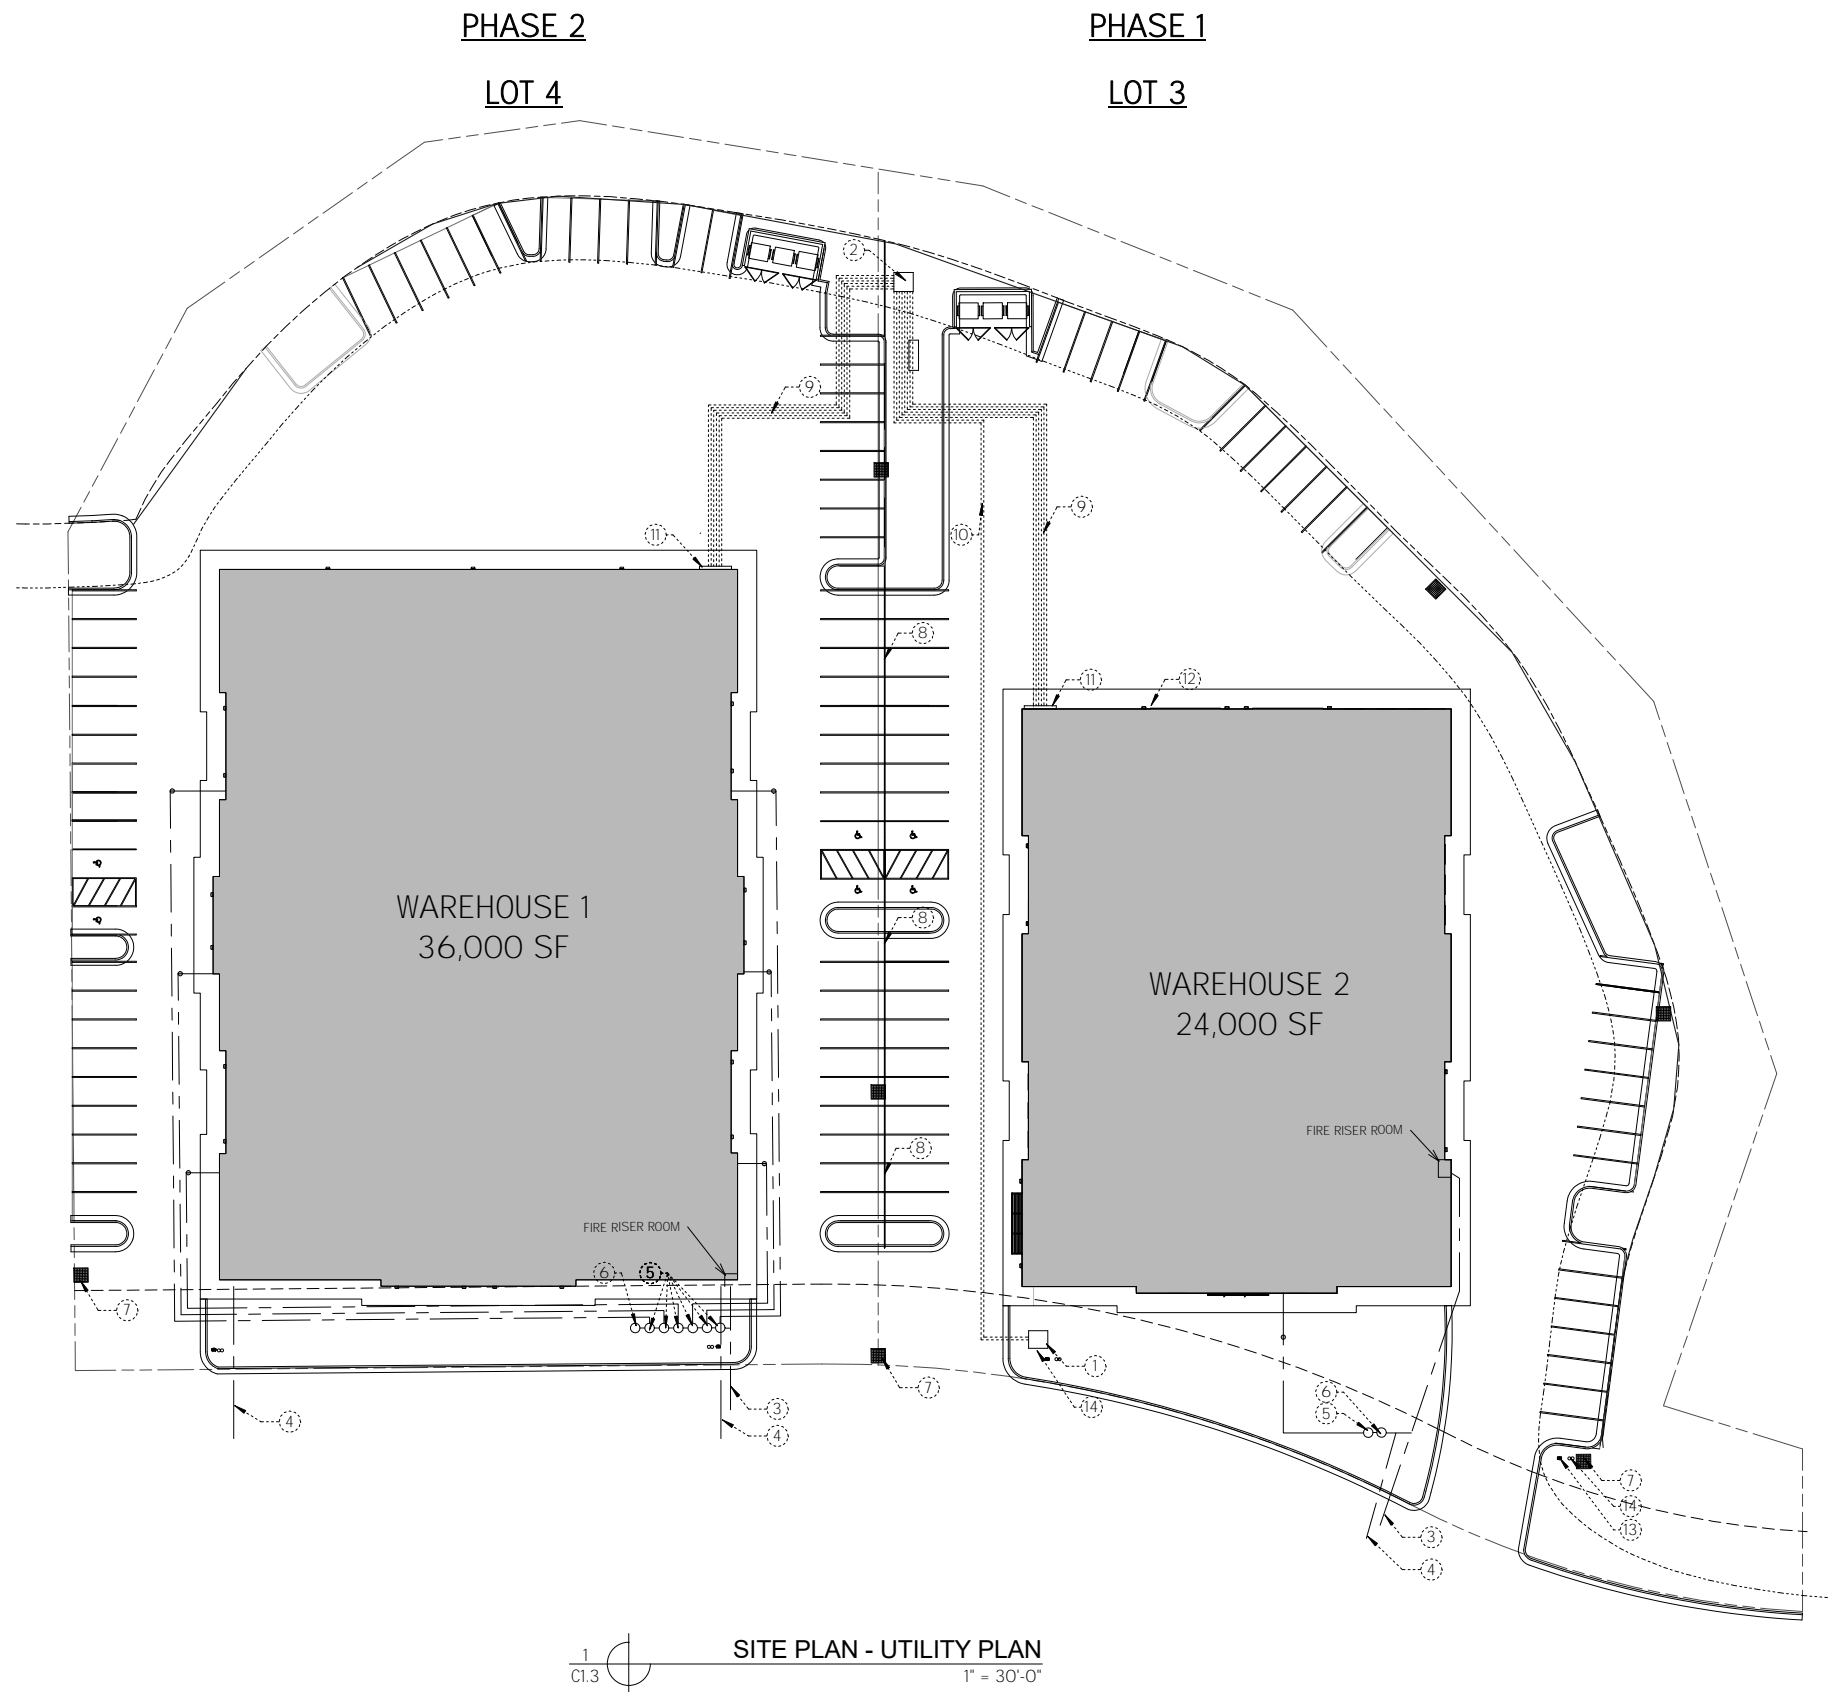 PHASE 2
PHASE 1
LOT 4
LOT 3
2
9
9
11
10
8
11
12
WAREHOUSE 1
36,000 SF
8
WAREHOUSE 2
24,000 SF
FIRE RISER ROOM
8
FIRE RISER ROOM
6
5
7
1
7
6
14
3
5
4
4
7
14
13
3
4
SITE PLAN - UTILITY PLAN
1
C1.3
1" = 30'-0"